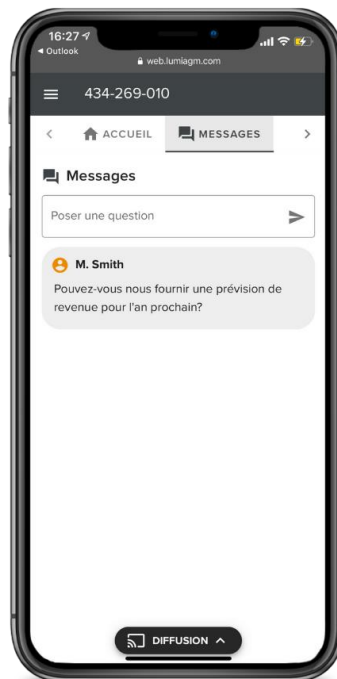 16:27
Outlook
web.lumiagm.com
434-269-010
ACCUEIL
MESSAGES
Messages
Poser une question
M. Smith
Pouvez-vous nous fournir une prévision de
revenue pour l'an prochain?
DIFFUSION